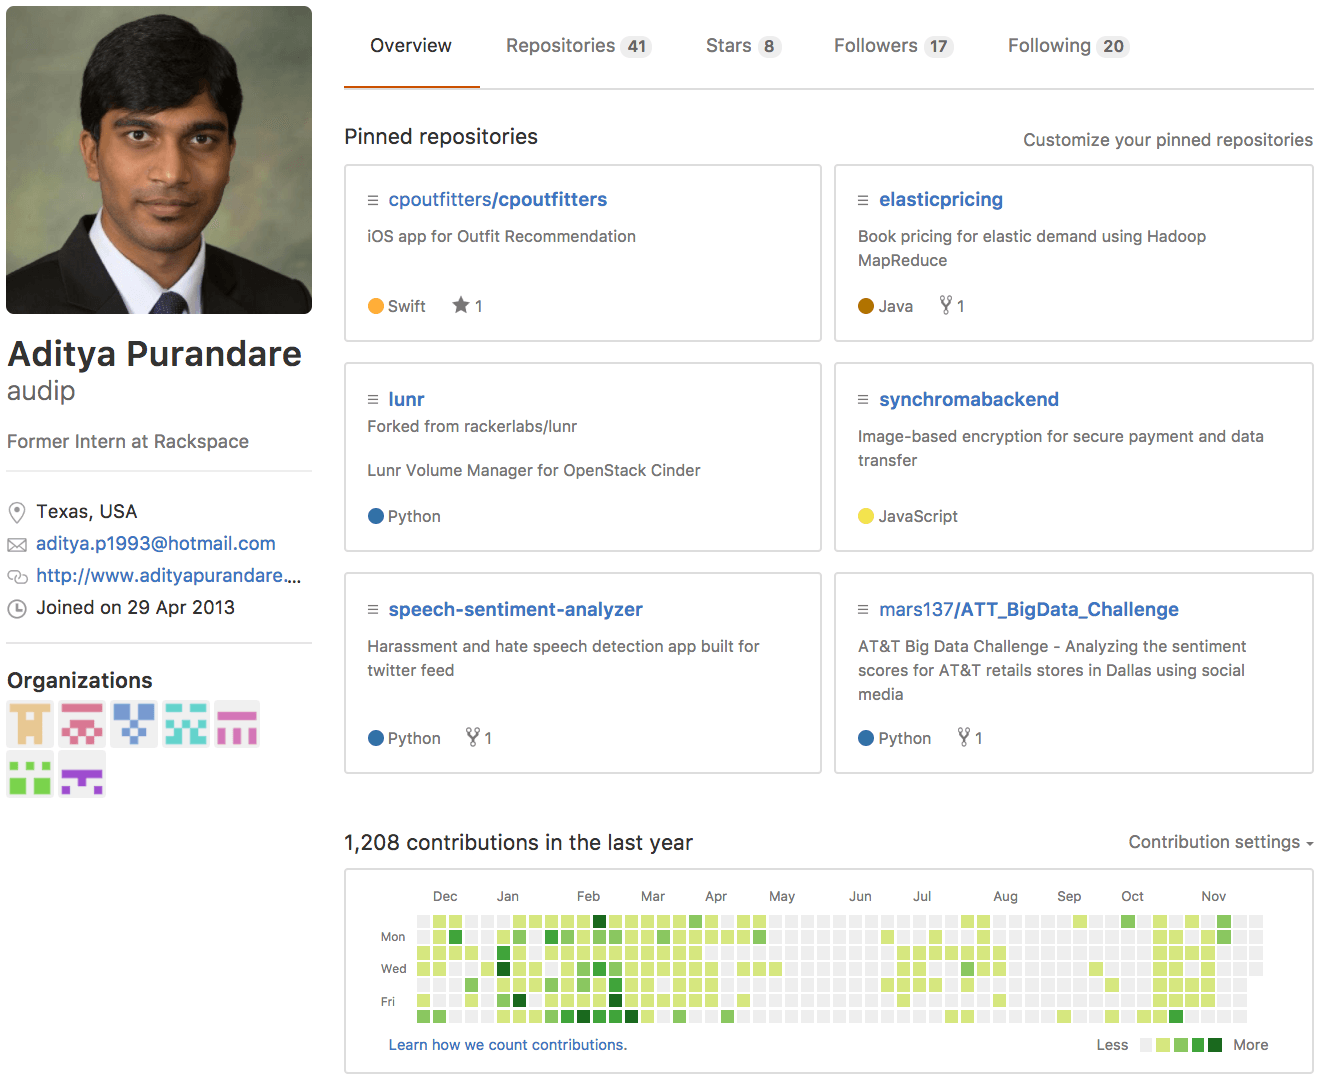 Overview
Repositories 41
Stars 8
Followers 17
Following 20
Aditya Purandare
audip
Former Intern at Rackspace
Texas, USA
aditya.p1993@hotmail.com
http://www.adityapurandare....
Joined on 29 Apr 2013
Organizations
Pinned repositories
Customize your pinned repositories
cpoutfitters/cpoutfitters
iOS app for Outfit Recommendation
Swift 1
elasticpricing
Book pricing for elastic demand using Hadoop
MapReduce
Java 1
lunr
Forked from rackerlabs/lunr
Lunr Volume Manager for OpenStack Cinder
Python
synchromabackend
Image-based encryption for secure payment and data
transfer
JavaScript
speech-sentiment-analyzer
Harassment and hate speech detection app built for
twitter feed
Python 1
mars137/ATT_BigData_Challenge
AT&T Big Data Challenge - Analyzing the sentiment
scores for AT&T retails stores in Dallas using social
media
Python 1
1,208 contributions in the last year
Contribution settings
Dec Jan Feb Mar Apr May Jun Jul Aug Sep Oct Nov
Mon
Wed
Fri
Learn how we count contributions.
Less More